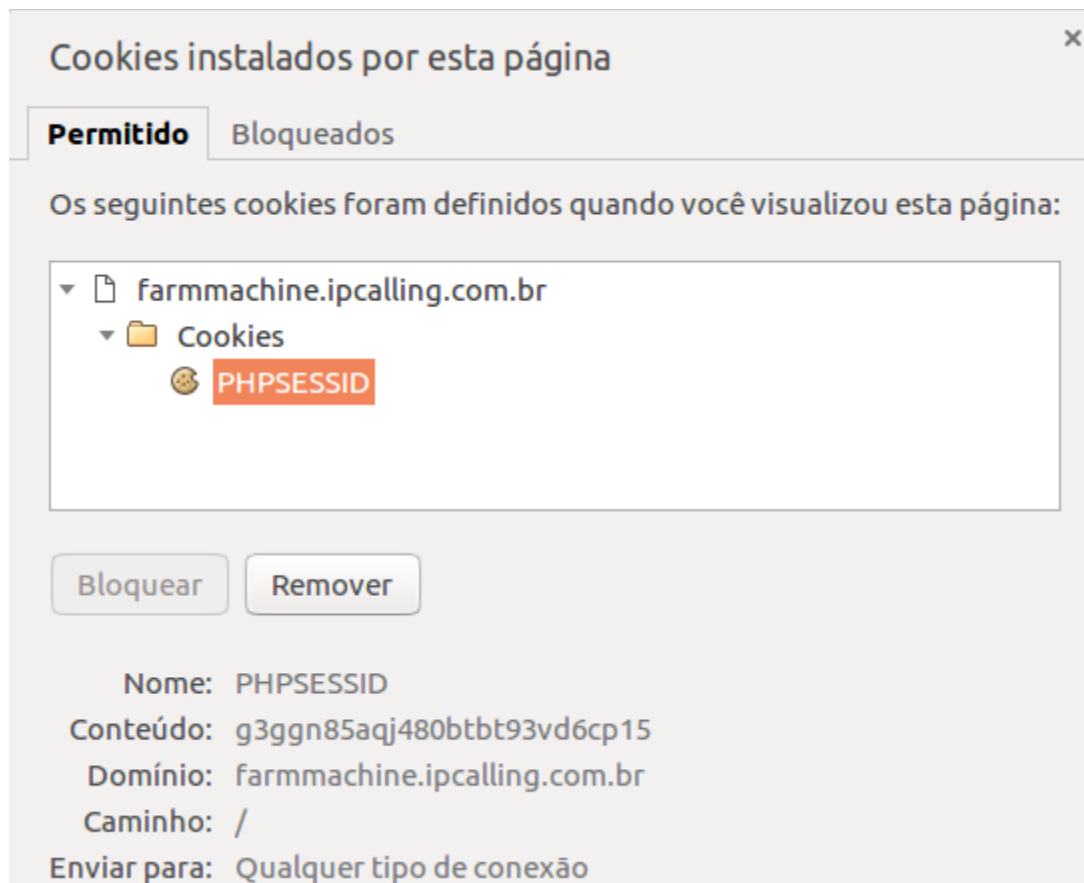 Cookies instalados por esta página
Permitido Bloqueados
Os seguintes cookies foram definidos quando você visualizou esta página:
farmmachine.ipcalling.com.br
Cookies
PHPSESSID
Bloquear Remover
Nome: PHPSESSID
Conteúdo: g3ggn85aqj480btbt93vd6cp15
Domínio: farmmachine.ipcalling.com.br
Caminho: /
Enviar para: Qualquer tipo de conexão